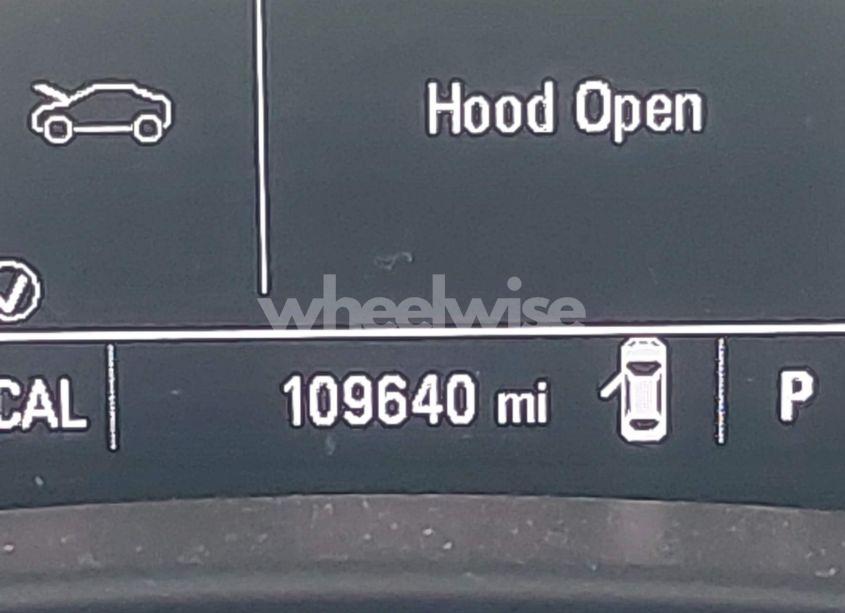 Hood Open
wheelwise
CAL 109640 mi P